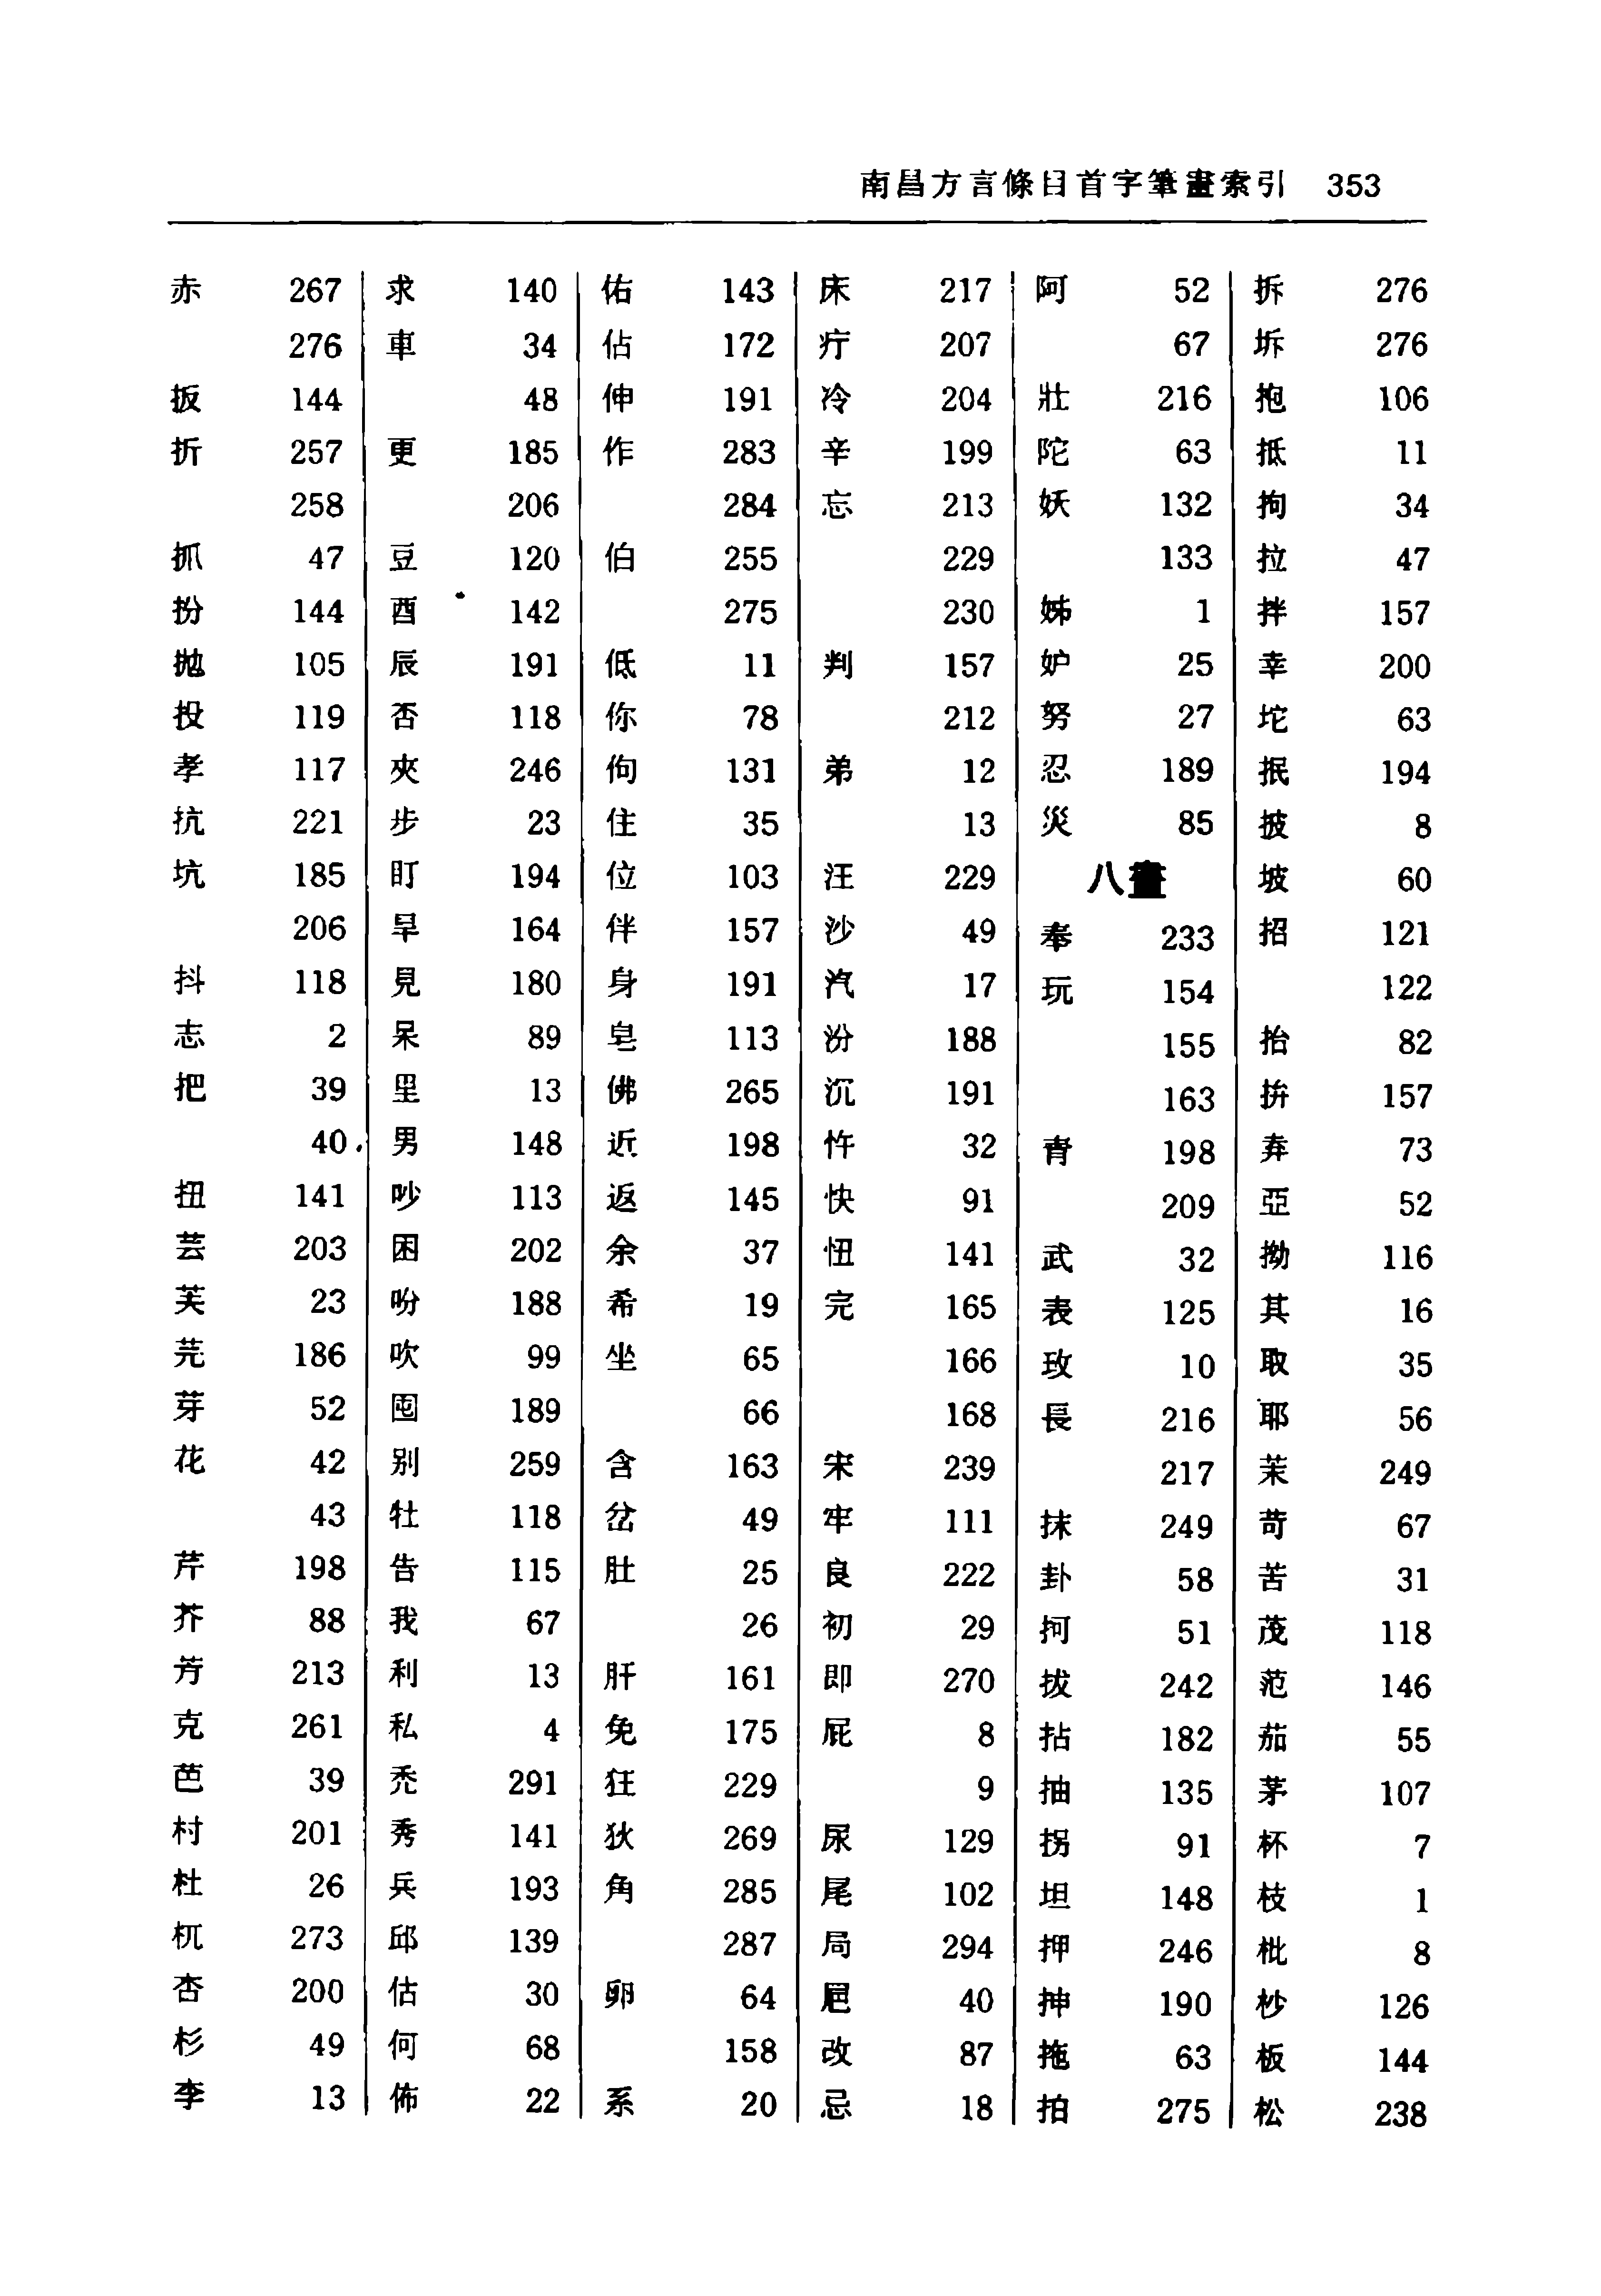 南昌方言條目首字筆畫索引 353
赤 267
276
扳 144
折 257
258
抓 47
扮 144
抛 105
投 119
孝 117
抗 221
坑 185
206
抖 118
志 2
把 39
40
扭 141
芸 203
芙 23
芫 186
芽 52
花 42
43
芹 198
芥 88
芳 213
克 261
芭 39
村 201
杜 26
杌 273
杏 200
杉 49
李 13
求 140
車 34
48
更 185
206
豆 120
酉 142
辰 191
否 118
夾 246
步 23
盯 194
旱 164
見 180
呆 89
里 13
男 148
吵 113
困 202
吩 188
吹 99
囤 189
别 259
牡 118
告 115
我 67
利 13
私 4
禿 291
秀 141
兵 193
邱 139
估 30
何 68
佈 22
佑 143
佔 172
伸 191
作 283
284
伯 255
275
低 11
你 78
佝 131
住 35
位 103
伴 157
身 191
皂 113
佛 265
近 198
返 145
余 37
希 19
坐 65
66
含 163
岔 49
肚 25
26
肝 161
免 175
狂 229
狄 269
角 285
287
卵 64
158
系 20
床 217
疔 207
冷 204
辛 199
忘 213
229
230
判 157
212
弟 12
13
汪 229
沙 49
汽 17
汾 188
沉 191
忤 32
快 91
忸 141
完 165
166
168
宋 239
牢 111
良 222
初 29
即 270
屁 8
9
尿 129
尾 102
局 294
㞎 40
改 87
忌 18
阿 52
67
壯 216
陀 63
妖 132
133
姊 1
妒 25
努 27
忍 189
災 85
八畫
奉 233
玩 154
155
163
青 198
209
武 32
表 125
玫 10
長 216
217
抹 249
卦 58
抲 51
拔 242
拈 182
抽 135
拐 91
坦 148
押 246
抻 190
拖 63
拍 275
拆 276
坼 276
抱 106
抵 11
拘 34
拉 47
拌 157
幸 200
坨 63
抿 194
披 8
坡 60
招 121
122
抬 82
拚 157
弆 73
亞 52
拗 116
其 16
取 35
耶 56
茉 249
苛 67
苦 31
茂 118
范 146
茄 55
茅 107
杯 7
枝 1
枇 8
杪 126
板 144
松 238